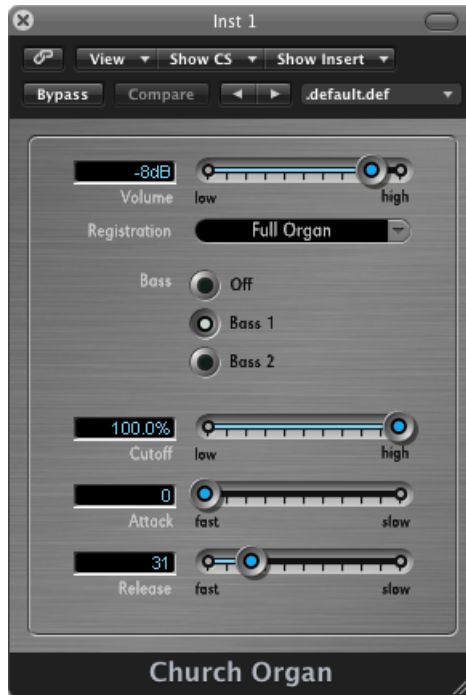 Inst 1
View Show CS Show Insert
Bypass Compare .default.def
-8dB
Volume low high
Registration Full Organ
Bass Off
Bass 1
Bass 2
100.0%
Cutoff low high
0
Attack fast slow
31
Release fast slow
Church Organ